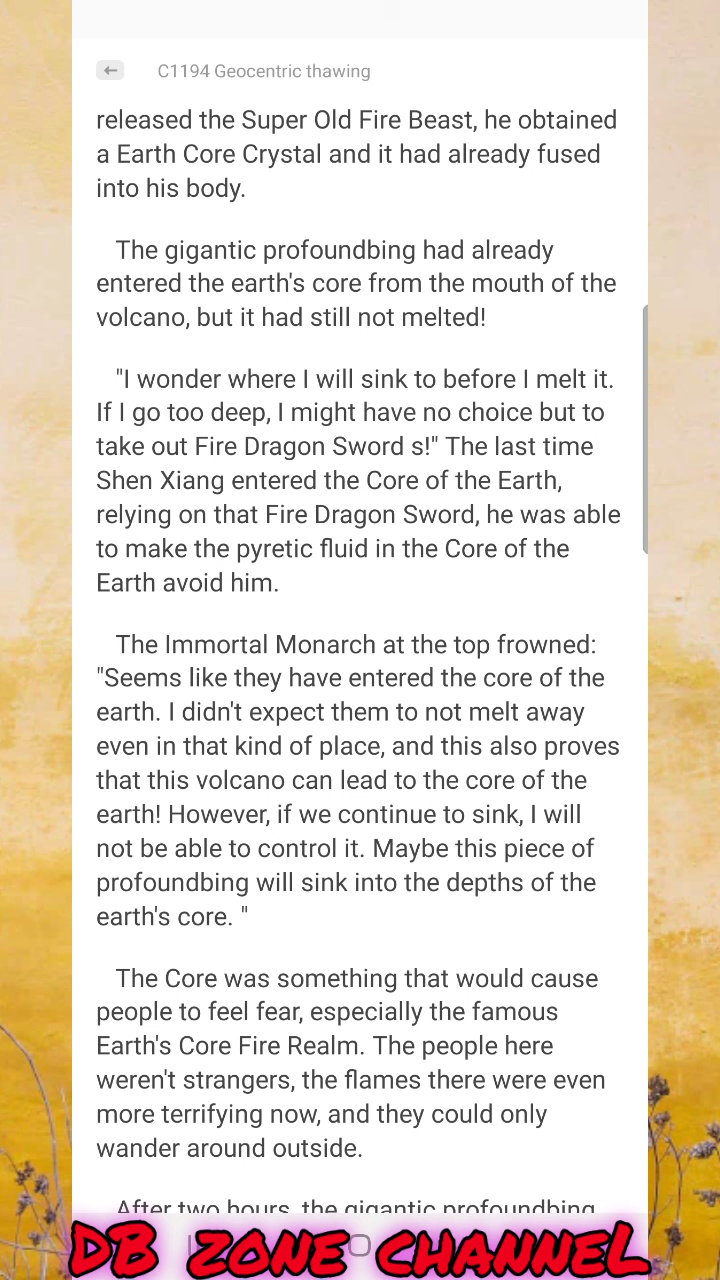 C1194 Geocentric thawing
released the Super Old Fire Beast, he obtained
a Earth Core Crystal and it had already fused
into his body.
The gigantic profoundbing had already
entered the earth's core from the mouth of the
volcano, but it had still not melted!
"I wonder where I will sink to before I melt it.
If I go too deep, I might have no choice but to
take out Fire Dragon Sword s!" The last time
Shen Xiang entered the Core of the Earth,
relying on that Fire Dragon Sword, he was able
to make the pyretic fluid in the Core of the
Earth avoid him.
The Immortal Monarch at the top frowned:
"Seems like they have entered the core of the
earth. I didn't expect them to not melt away
even in that kind of place, and this also proves
that this volcano can lead to the core of the
earth! However, if we continue to sink, I will
not be able to control it. Maybe this piece of
profoundbing will sink into the depths of the
earth's core. "
The Core was something that would cause
people to feel fear, especially the famous
Earth's Core Fire Realm. The people here
weren't strangers, the flames there were even
more terrifying now, and they could only
wander around outside.
After two hours, the gigantic profoundbing
DB ZONE CHANNEL